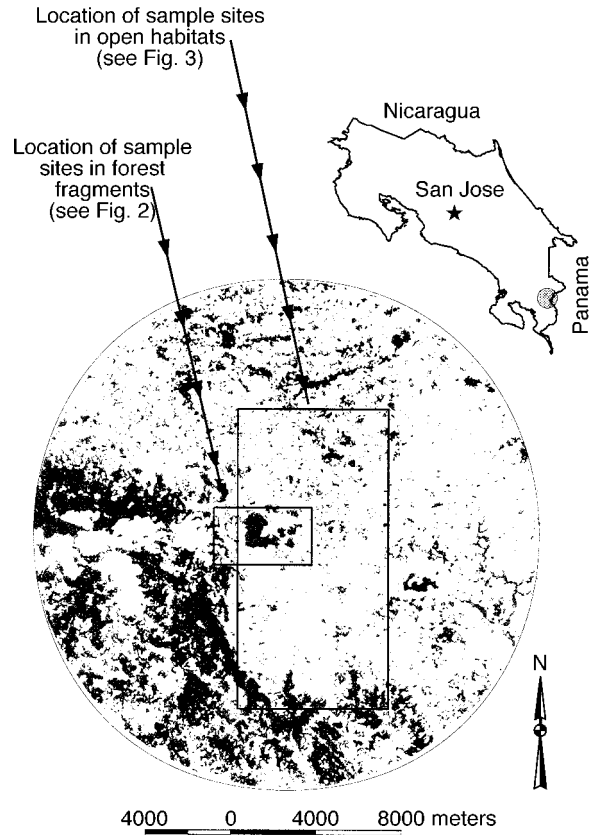 Location of sample sites
in open habitats
(see Fig. 3)
Location of sample
sites in forest
fragments
(see Fig. 2)
Nicaragua
San Jose
Panama
N
4000 0 4000 8000 meters